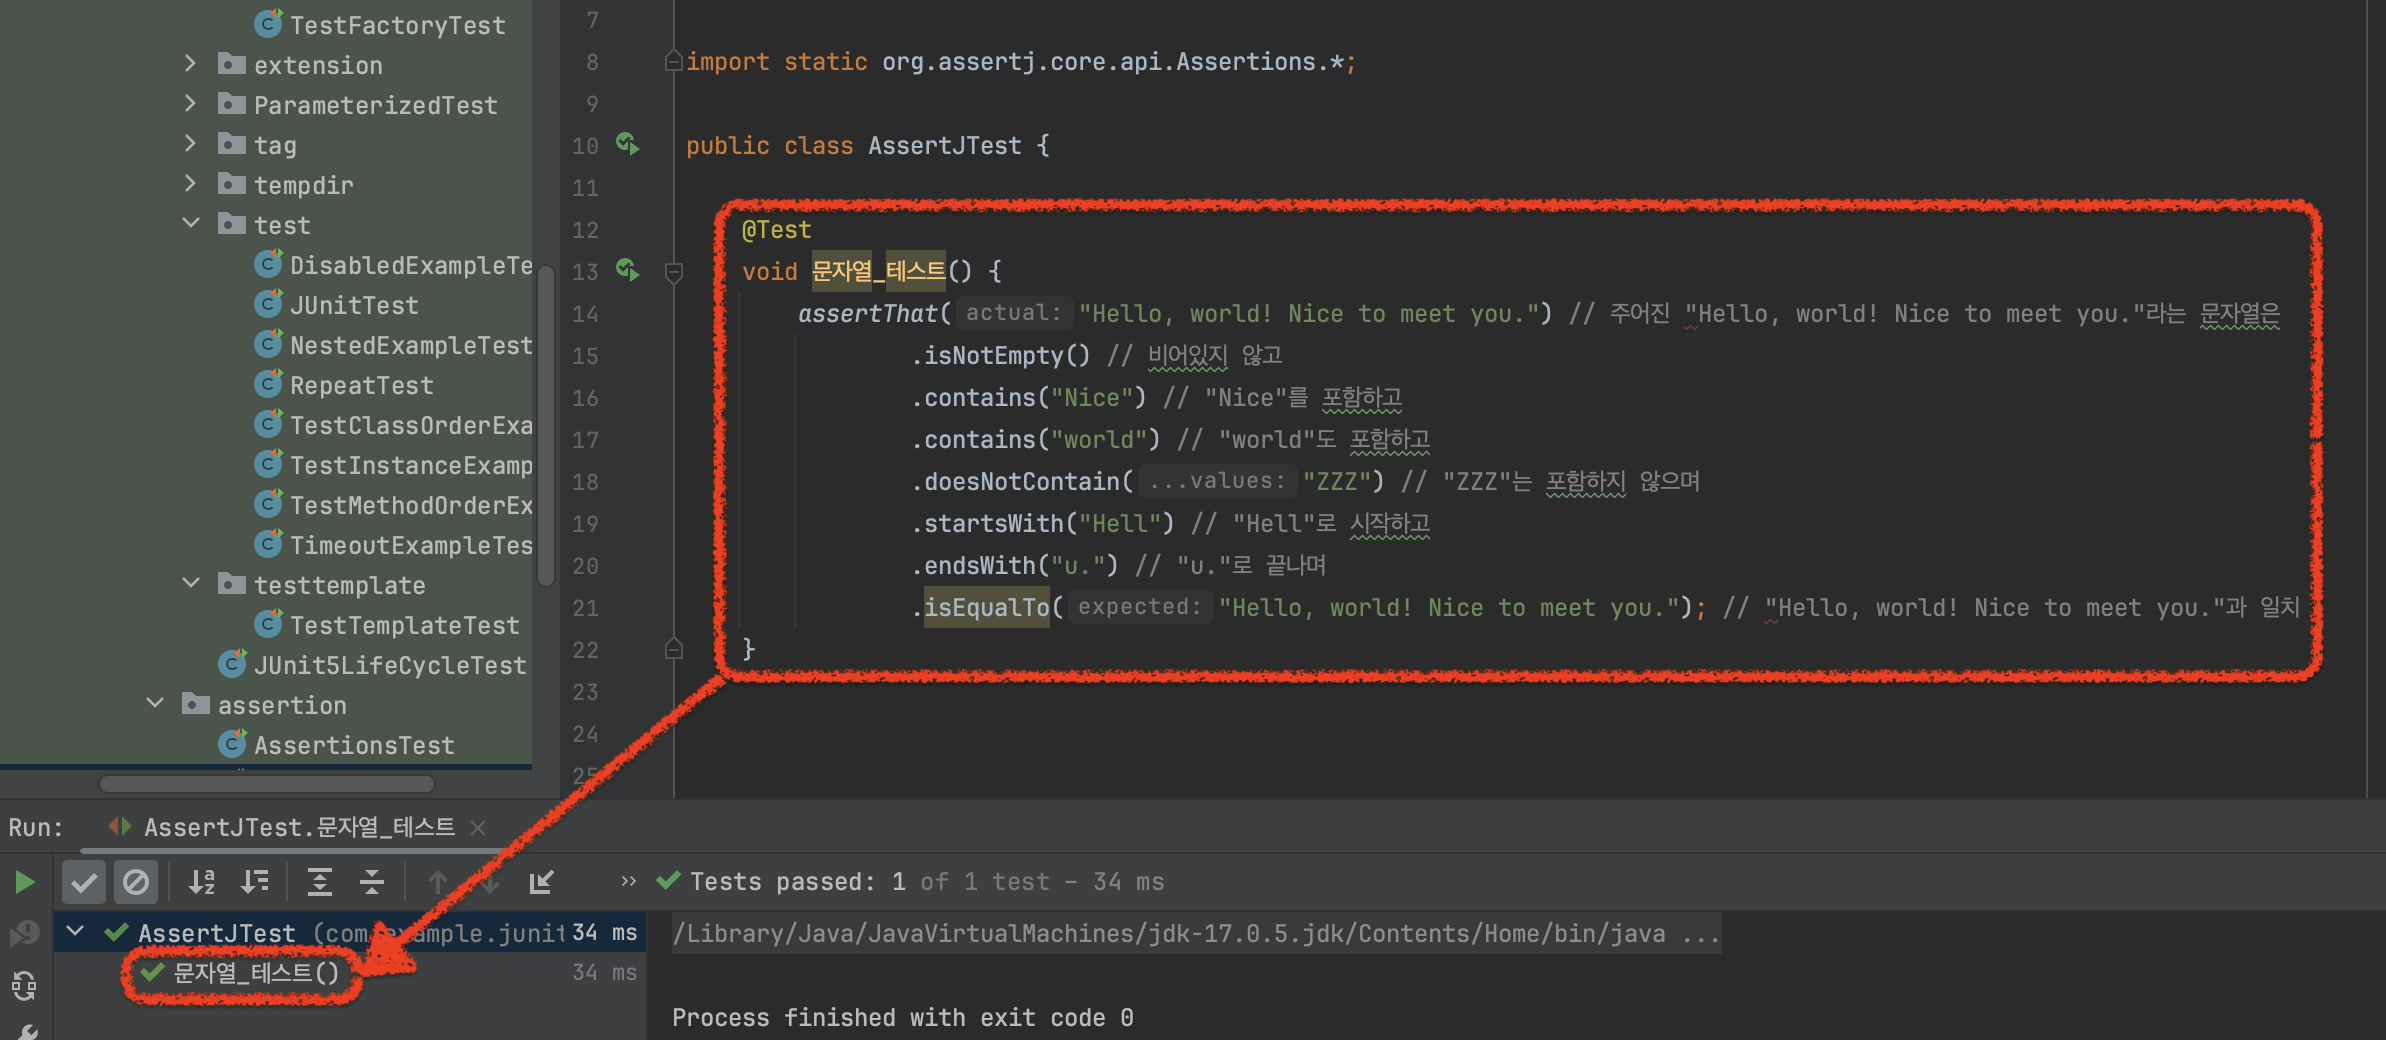 TestFactoryTest
extension
ParameterizedTest
tag
tempdir
test
DisabledExampleTe
JUnitTest
NestedExampleTest
RepeatTest
TestClassOrderExa
TestInstanceExamp
TestMethodOrderEx
TimeoutExampleTes
testtemplate
TestTemplateTest
JUnit5LifeCycleTest
assertion
AssertionsTest
7
8 import static org.assertj.core.api.Assertions.*;
9
10 public class AssertJTest {
11
12 @Test
13 void 문자열_테스트() {
14 assertThat( actual: "Hello, world! Nice to meet you.") // 주어진 "Hello, world! Nice to meet you."라는 문자열은
15 .isNotEmpty() // 비어있지 않고
16 .contains("Nice") // "Nice"를 포함하고
17 .contains("world") // "world"도 포함하고
18 .doesNotContain( ...values: "ZZZ") // "ZZZ"는 포함하지 않으며
19 .startsWith("Hell") // "Hell"로 시작하고
20 .endsWith("u.") // "u."로 끝나며
21 .isEqualTo( expected: "Hello, world! Nice to meet you."); // "Hello, world! Nice to meet you."과 일치
22 }
23
24
25
Run: AssertJTest.문자열_테스트
Tests passed: 1 of 1 test – 34 ms
AssertJTest (com.example.junit 34 ms
문자열_테스트() 34 ms
/Library/Java/JavaVirtualMachines/jdk-17.0.5.jdk/Contents/Home/bin/java ...
Process finished with exit code 0